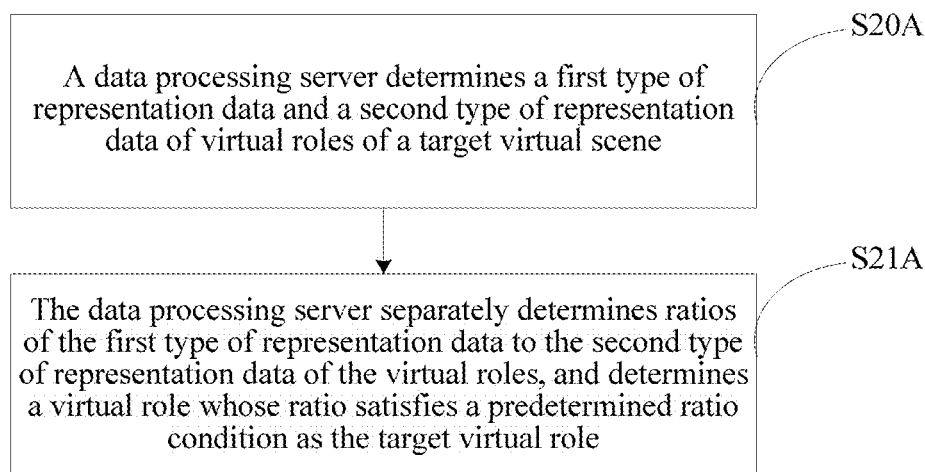 S20A
A data processing server determines a first type of
representation data and a second type of representation
data of virtual roles of a target virtual scene
S21A
The data processing server separately determines ratios
of the first type of representation data to the second type
of representation data of the virtual roles, and determines
a virtual role whose ratio satisfies a predetermined ratio
condition as the target virtual role